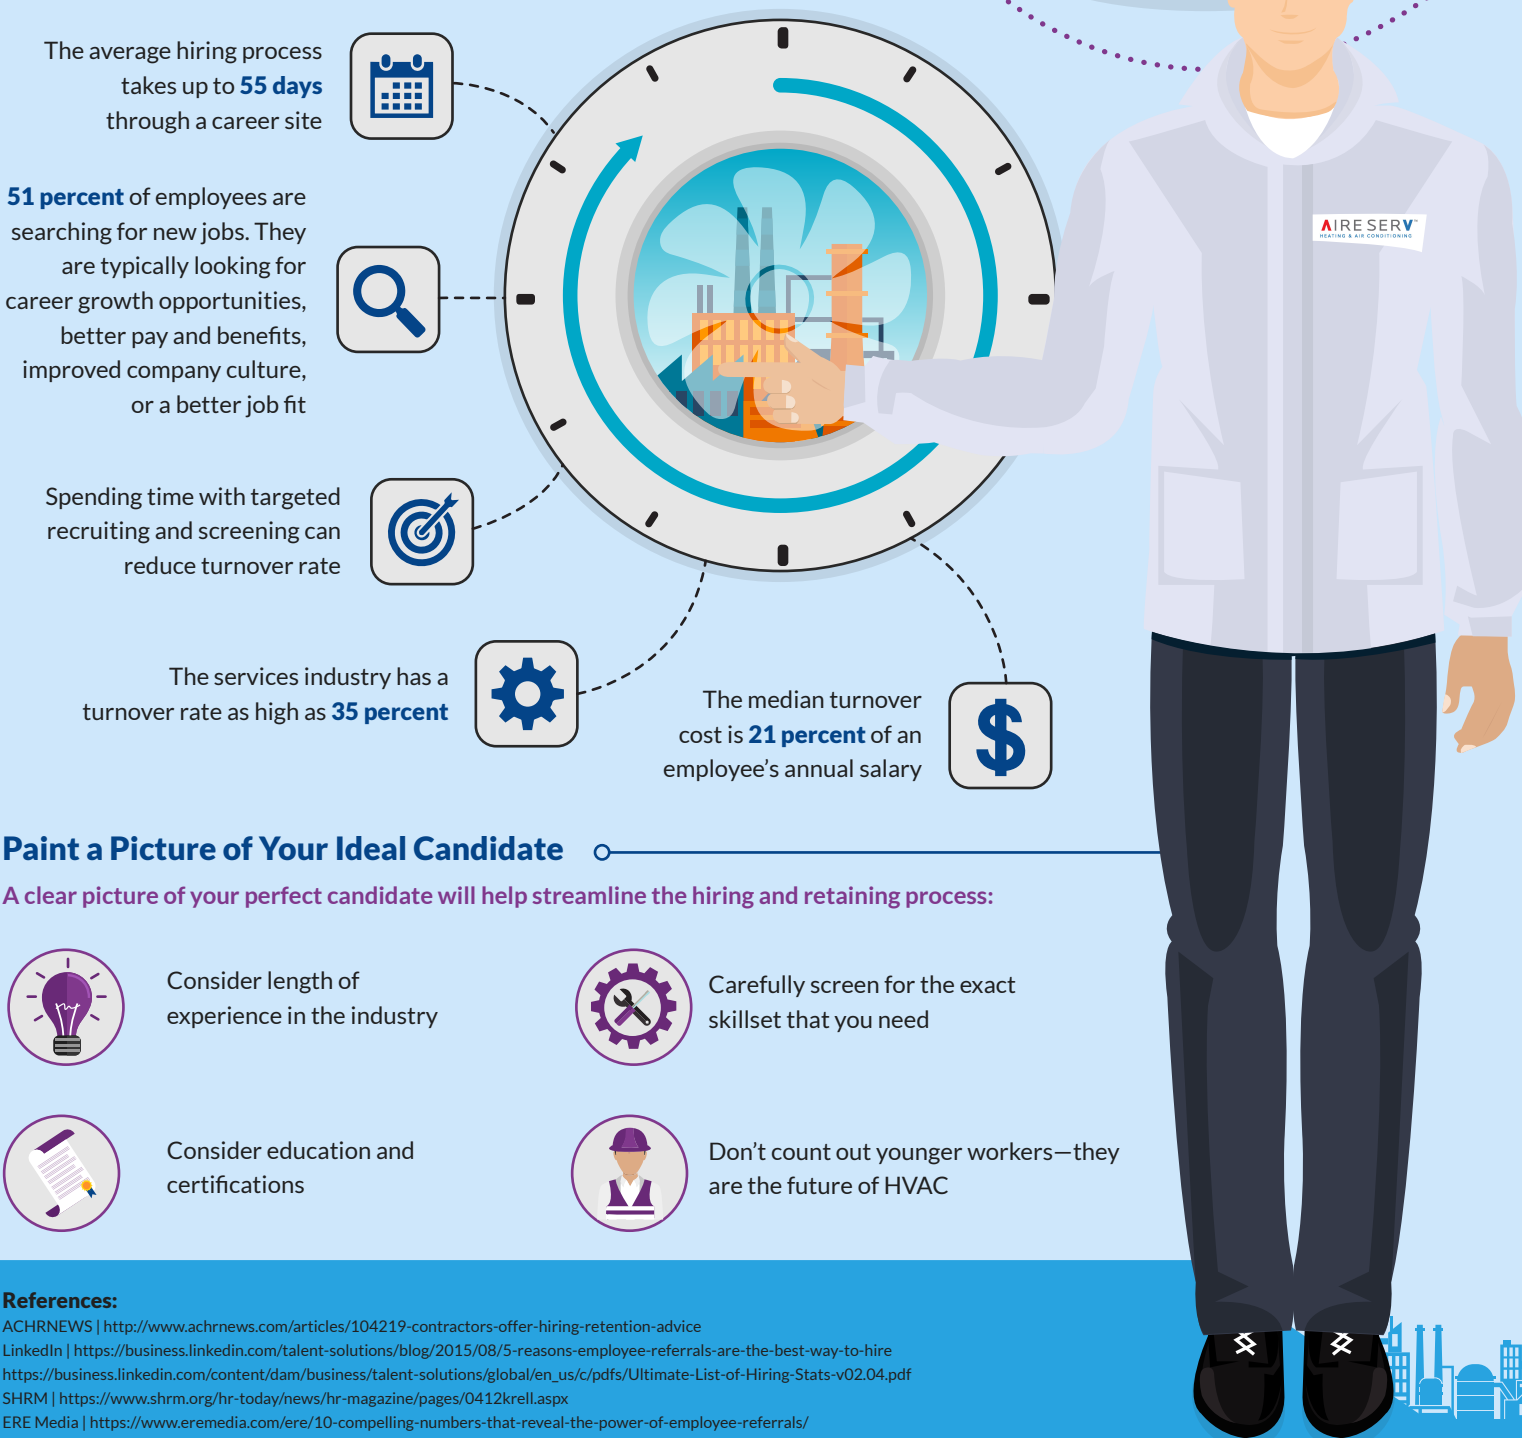 The average hiring process
takes up to 55 days
through a career site
51 percent of employees are
searching for new jobs. They
are typically looking for
career growth opportunities,
better pay and benefits,
improved company culture,
or a better job fit
Spending time with targeted
recruiting and screening can
reduce turnover rate
The services industry has a
turnover rate as high as 35 percent
The median turnover
cost is 21 percent of an
employee’s annual salary
AIRE SERV™
HEATING & AIR CONDITIONING
Paint a Picture of Your Ideal Candidate
A clear picture of your perfect candidate will help streamline the hiring and retaining process:
Consider length of
experience in the industry
Carefully screen for the exact
skillset that you need
Consider education and
certifications
Don’t count out younger workers—they
are the future of HVAC
References:
ACHRNEWS | http://www.achrnews.com/articles/104219-contractors-offer-hiring-retention-advice
LinkedIn | https://business.linkedin.com/talent-solutions/blog/2015/08/5-reasons-employee-referrals-are-the-best-way-to-hire
https://business.linkedin.com/content/dam/business/talent-solutions/global/en_us/c/pdfs/Ultimate-List-of-Hiring-Stats-v02.04.pdf
SHRM | https://www.shrm.org/hr-today/news/hr-magazine/pages/0412krell.aspx
ERE Media | https://www.eremedia.com/ere/10-compelling-numbers-that-reveal-the-power-of-employee-referrals/